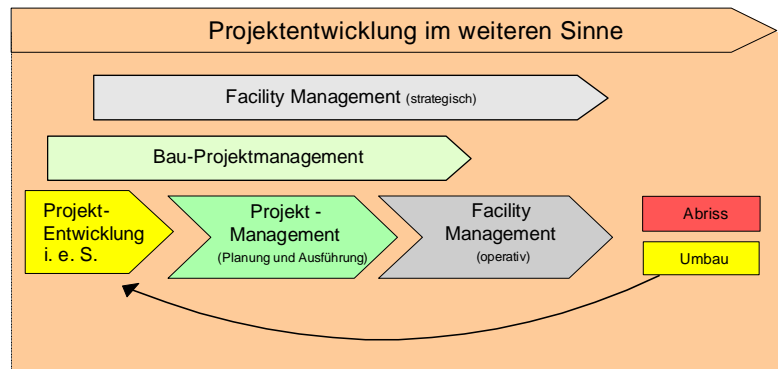 Projektentwicklung im weiteren Sinne
Facility Management (strategisch)
Bau-Projektmanagement
Projekt-
Entwicklung
i. e. S.
Projekt -
Management
(Planung und Ausführung)
Facility
Management
(operativ)
Abriss
Umbau